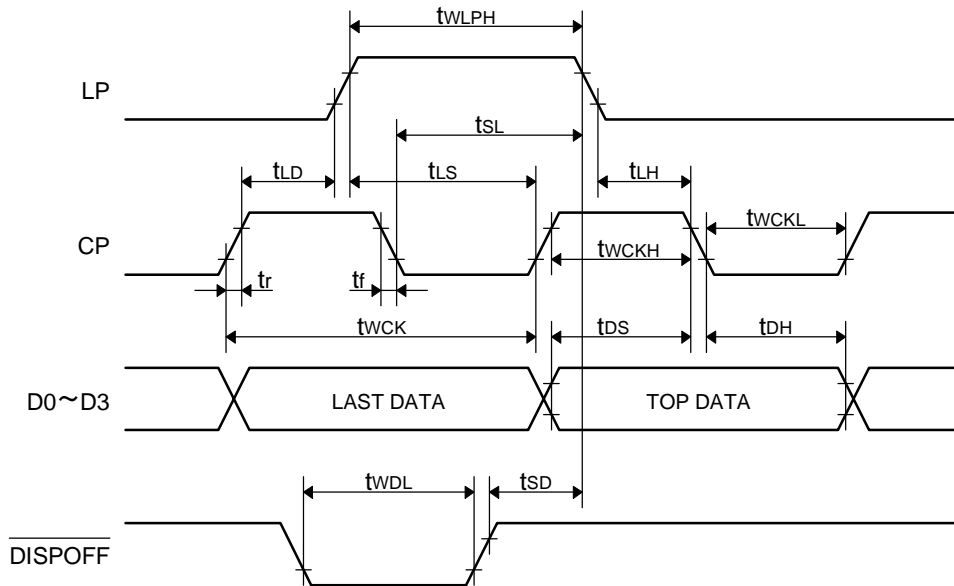 tWLPH
LP
tSL
tLD
tLS
tLH
tWCKL
CP
tWCKH
tr
tf
tWCK
tDS
tDH
D0～D3
LAST DATA
TOP DATA
tWDL
tSD
DISPOFF